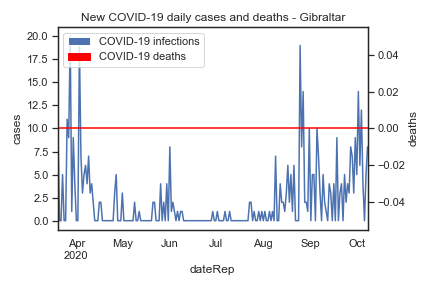 New COVID-19 daily cases and deaths - Gibraltar
COVID-19 infections
COVID-19 deaths
20.0
17.5
15.0
12.5
10.0
7.5
5.0
2.5
0.0
cases
0.04
0.02
0.00
−0.02
−0.04
deaths
Apr May Jun Jul Aug Sep Oct
2020
dateRep